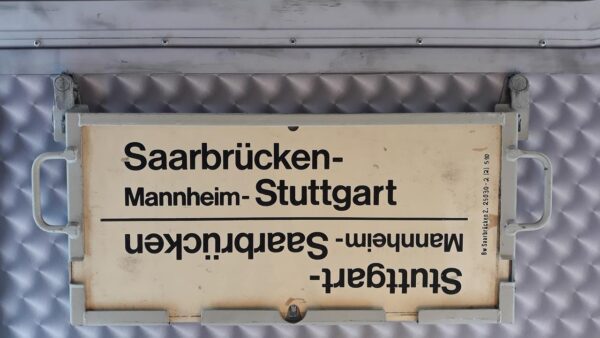 Saarbrücken-
Mannheim- Stuttgart
Stuttgart-
Mannheim- Saarbrücken